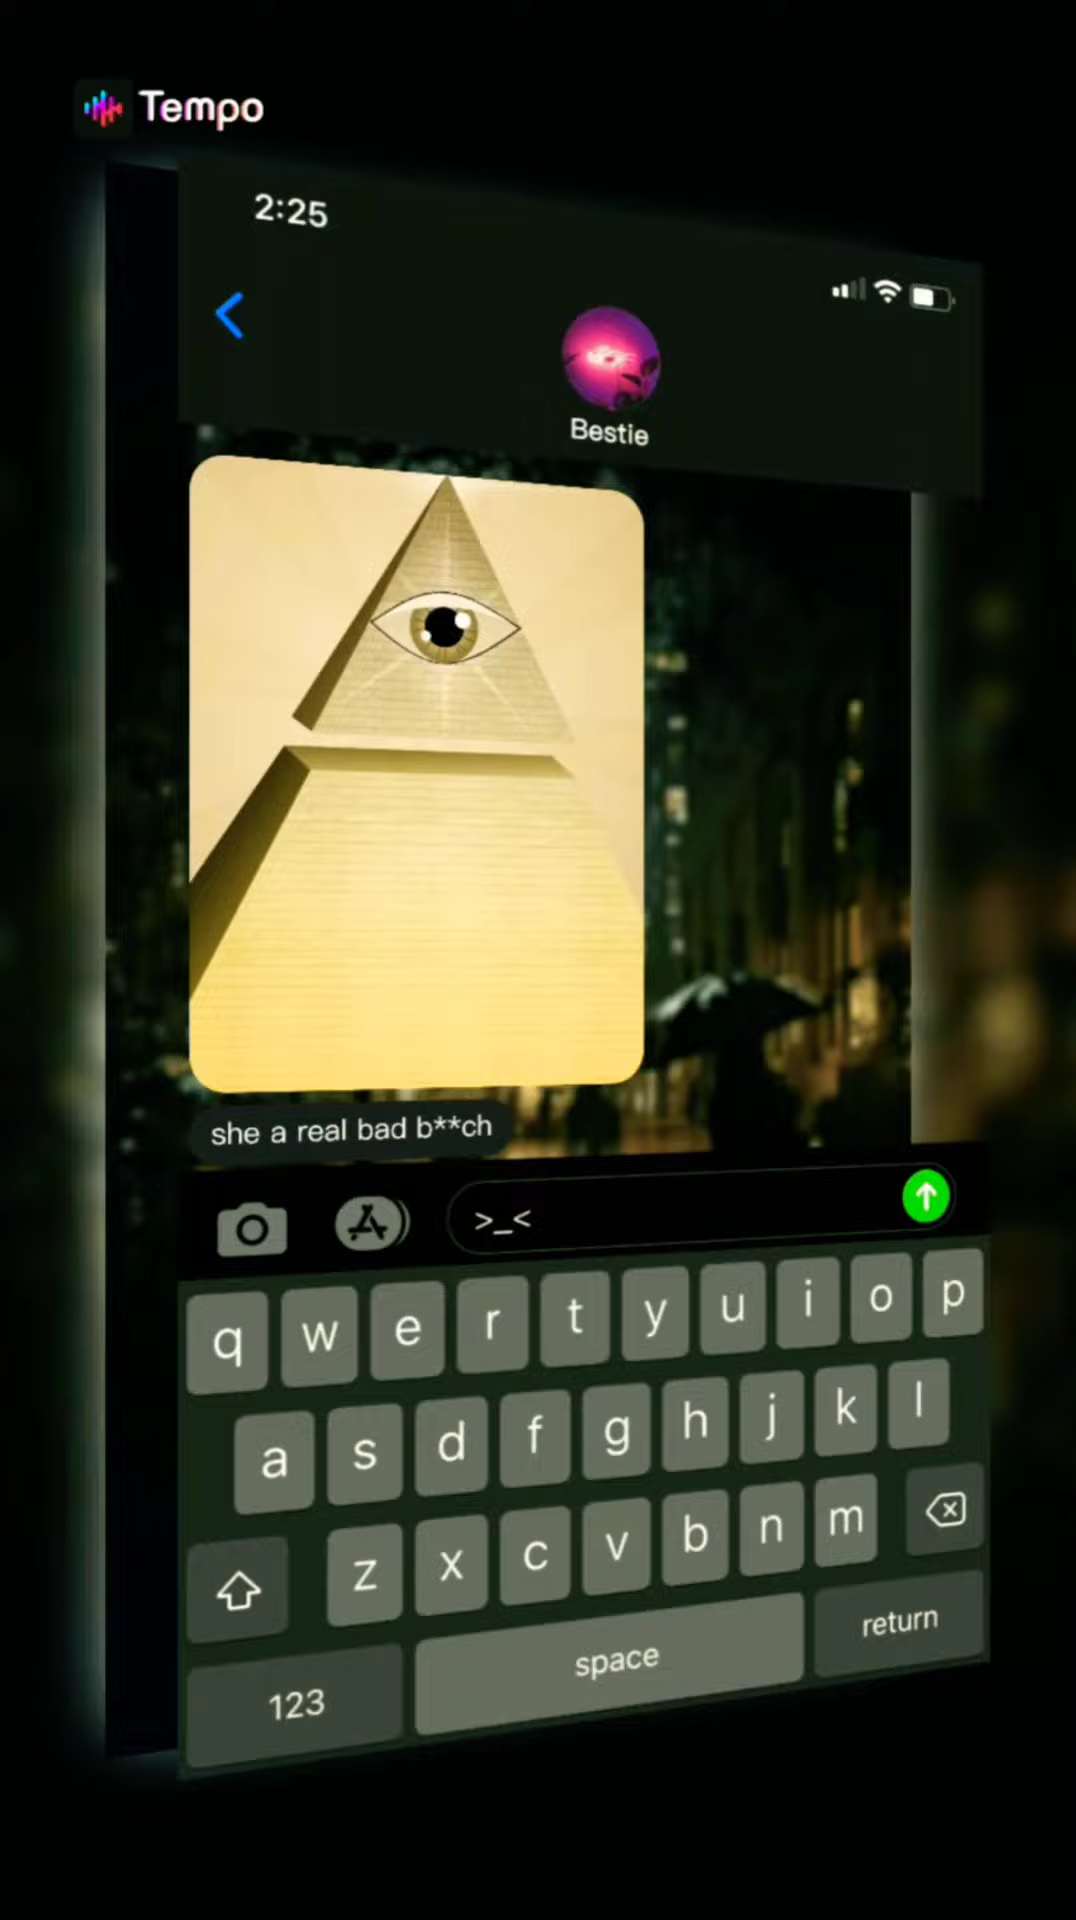 Tempo
2:25
Bestie
she a real bad b**ch
>_<
q w e r t y u i o p
a s d f g h j k l
z x c v b n m
123 space return